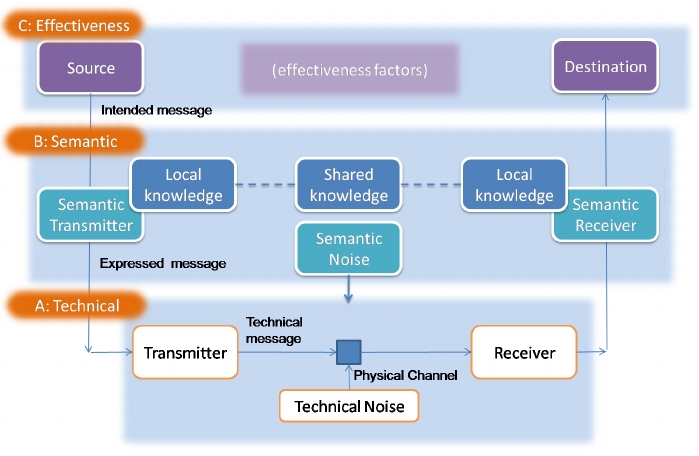 C: Effectiveness
Source
(effectiveness factors)
Destination
Intended message
B: Semantic
Local
knowledge
Shared
knowledge
Local
knowledge
Semantic
Transmitter
Semantic
Noise
Semantic
Receiver
Expressed message
A: Technical
Transmitter
Technical
message
Physical Channel
Receiver
Technical Noise